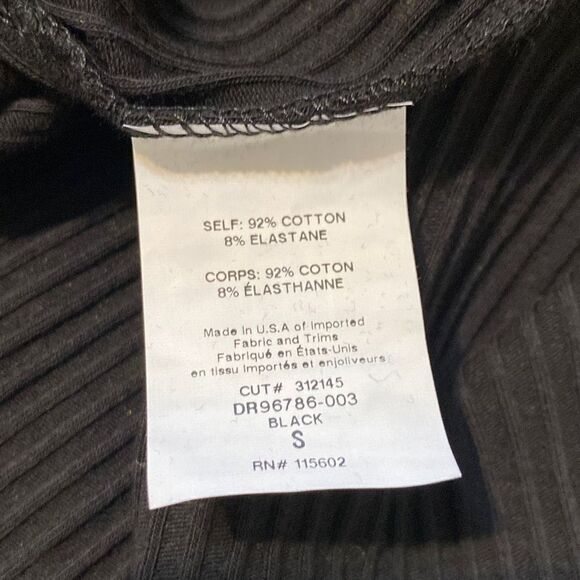 SELF: 92% COTTON
8% ELASTANE
CORPS: 92% COTON
8% ÉLASTHANNE
Made in U.S.A of Imported
Fabric and Trims
Fabriqué en États-Unis
en tissu importés et enjoliveurs
CUT# 312145
DR96786-003
BLACK
S
RN# 115602